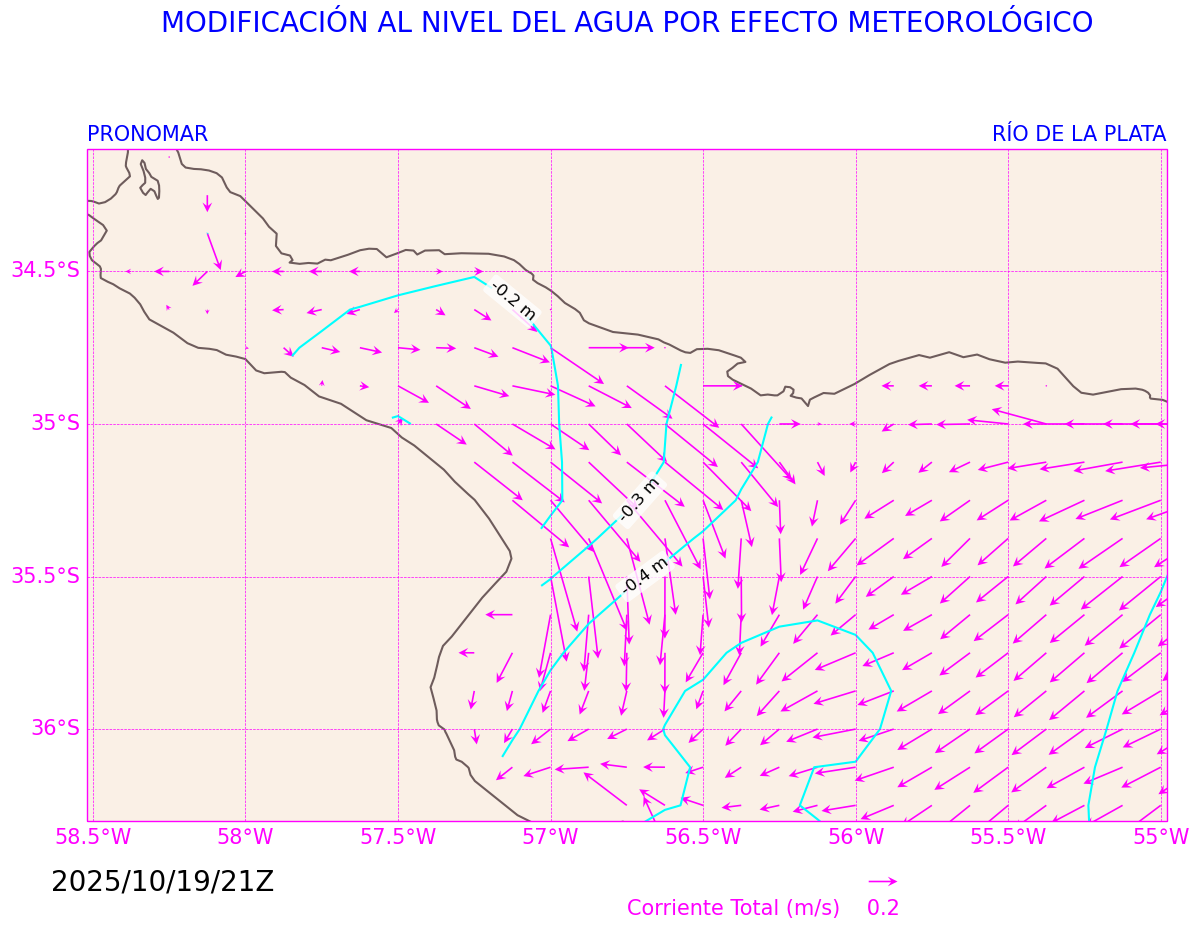 MODIFICACIÓN AL NIVEL DEL AGUA POR EFECTO METEOROLÓGICO
PRONOMAR
RÍO DE LA PLATA
34.5°S
35°S
35.5°S
36°S
-0.2 m
-0.3 m
-0.4 m
58.5°W
58°W
57.5°W
57°W
56.5°W
56°W
55.5°W
55°W
2025/10/19/21Z
Corriente Total (m/s) 0.2